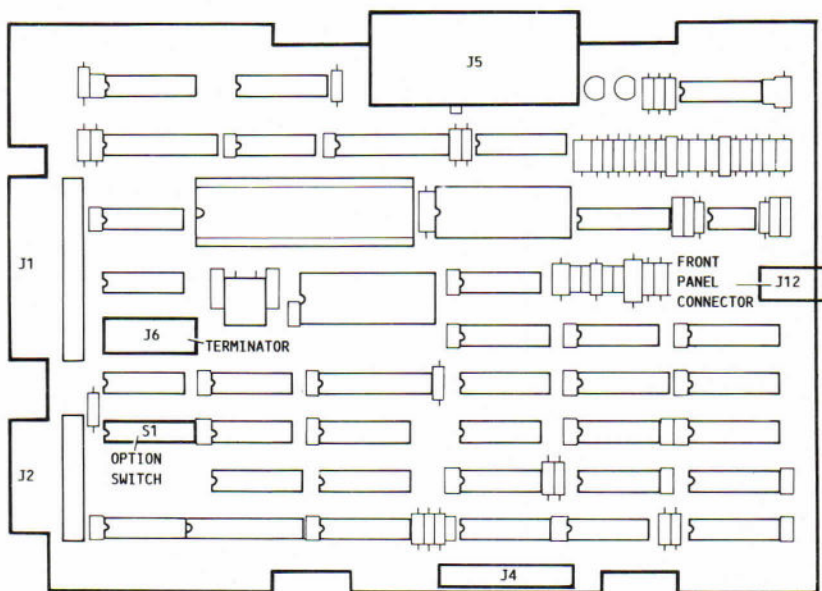 J5
J1
FRONT
PANEL
CONNECTOR
J12
J6
TERMINATOR
S1
OPTION
SWITCH
J2
J4